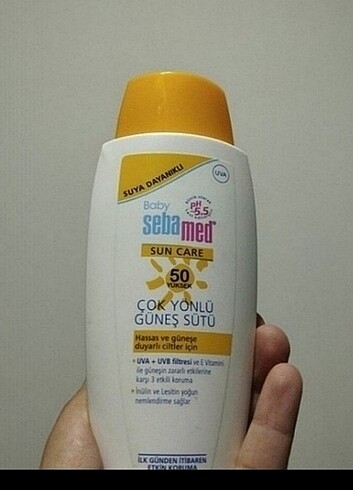 SUYA DAYANIKLI
UVA
Baby
pH
5.5
sebamed
SUN CARE
50
YÜKSEK
ÇOK YÖNLÜ
GÜNEŞ SÜTÜ
Hassas ve güneşe
duyarlı ciltler için
• UVA + UVB filtresi ve E Vitamini
ile güneşin zararlı etkilerine
karşı 3 etkili koruma
• İnülin ve Lesitin yoğun
nemlendirme sağlar
İLK GÜNDEN İTİBAREN
ETKİN KORUMA